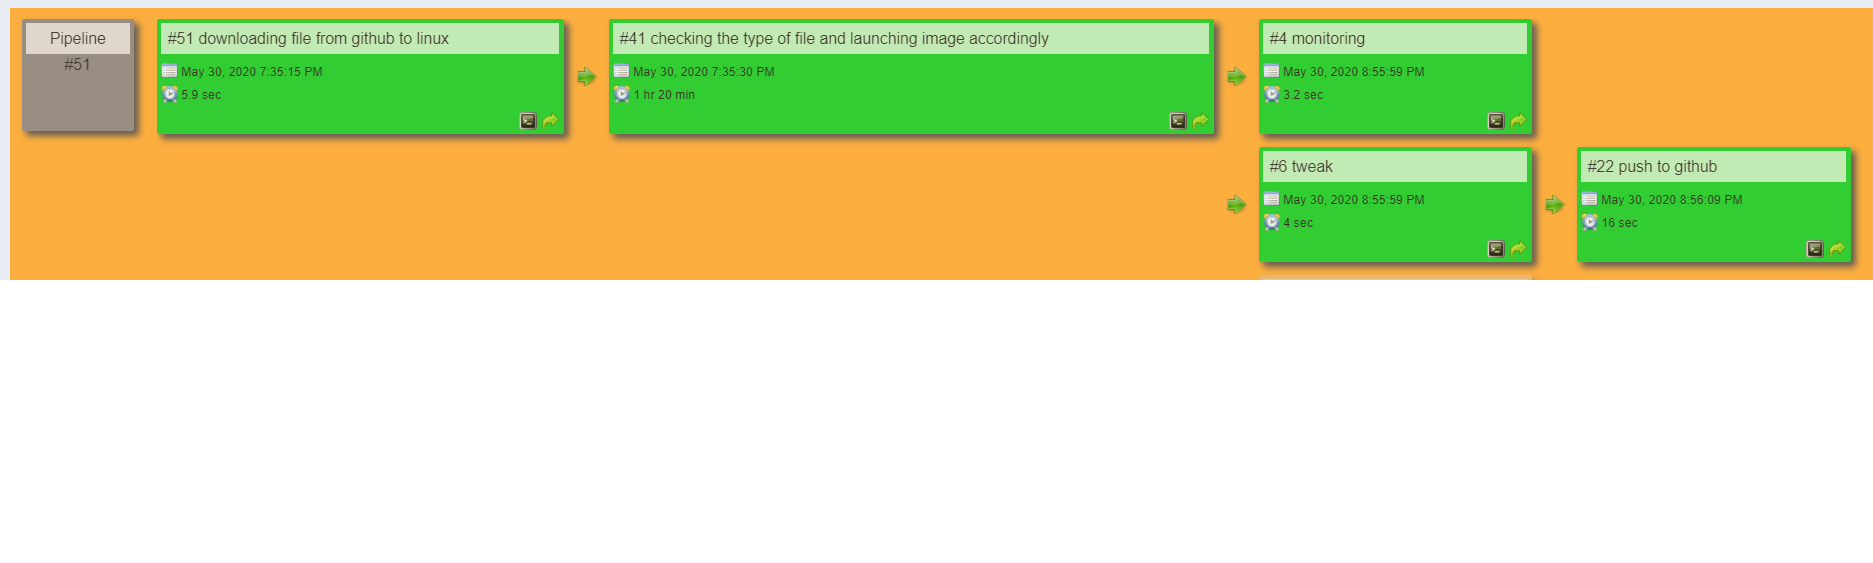 Pipeline
#51
#51 downloading file from github to linux
May 30, 2020 7:35:15 PM
5.9 sec
#41 checking the type of file and launching image accordingly
May 30, 2020 7:35:30 PM
1 hr 20 min
#4 monitoring
May 30, 2020 8:55:59 PM
3.2 sec
#6 tweak
May 30, 2020 8:55:59 PM
4 sec
#22 push to github
May 30, 2020 8:56:09 PM
16 sec